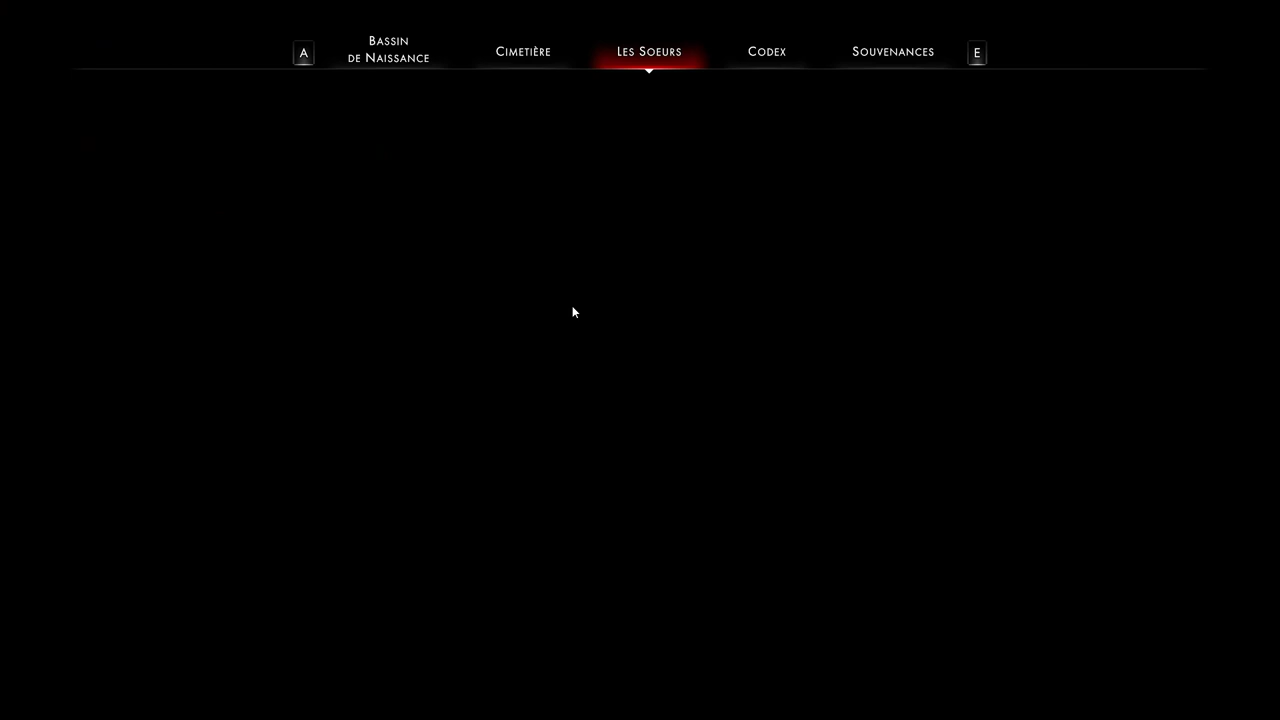 A
Bassin
de Naissance
Cimetière
Les Soeurs
Codex
Souvenances
E